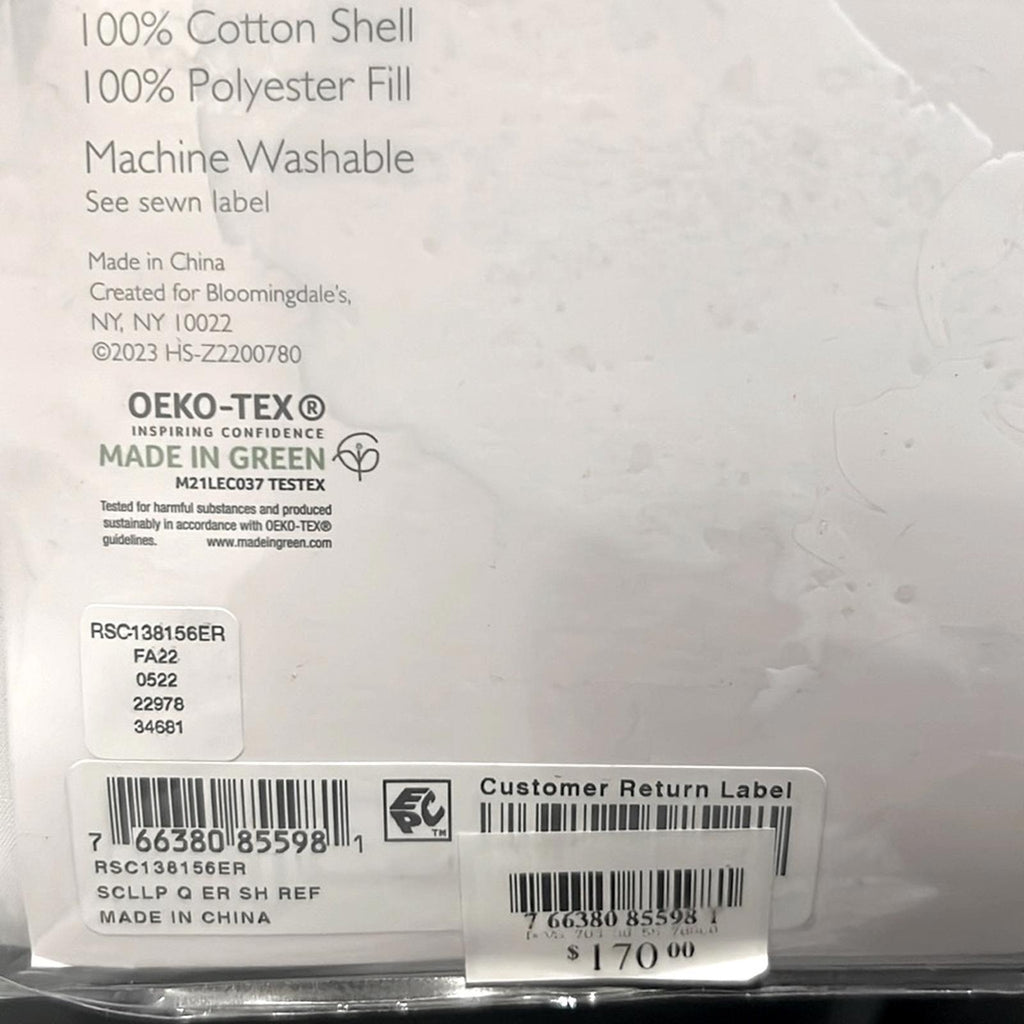 100% Cotton Shell
100% Polyester Fill
Machine Washable
See sewn label
Made in China
Created for Bloomingdale's,
NY, NY 10022
©2023 HS-Z2200780
OEKO-TEX®
INSPIRING CONFIDENCE
MADE IN GREEN
M21LEC037 TESTEX
Tested for harmful substances and produced
sustainably in accordance with OEKO-TEX®
guidelines. www.madeingreen.com
RSC138156ER
FA22
0522
22978
34681
7 66380 85598 1
RSC138156ER
SCLLP Q ER SH REF
MADE IN CHINA
EPC™
Customer Return Label
7 66380 85598 1
$170.00